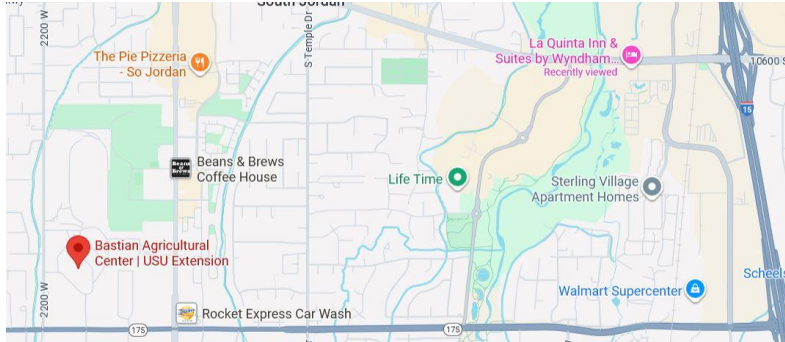 South Jordan
2200 W
The Pie Pizzeria
- So Jordan
S Temple Dr
La Quinta Inn &
Suites by Wyndham...
Recently viewed
10600 S
15
Beans & Brews
Coffee House
Life Time
Sterling Village
Apartment Homes
Bastian Agricultural
Center | USU Extension
Scheels
Walmart Supercenter
2200 W
Rocket Express Car Wash
175
175